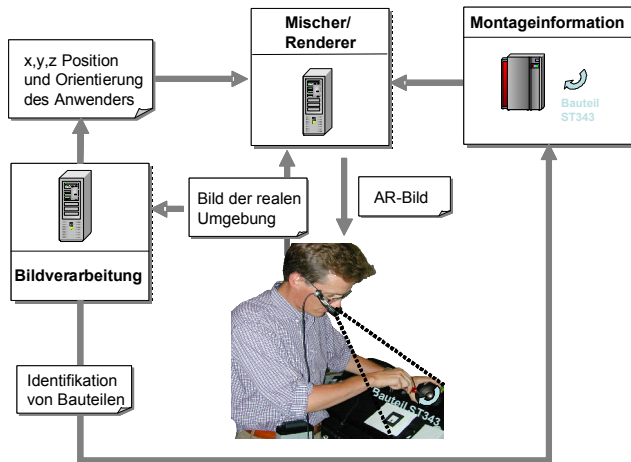 Mischer/
Renderer
Montageinformation
x,y,z Position
und Orientierung
des Anwenders
Bauteil
ST343
Bild der realen
Umgebung
AR-Bild
Bildverarbeitung
Identifikation
von Bauteilen
Bauteil ST343